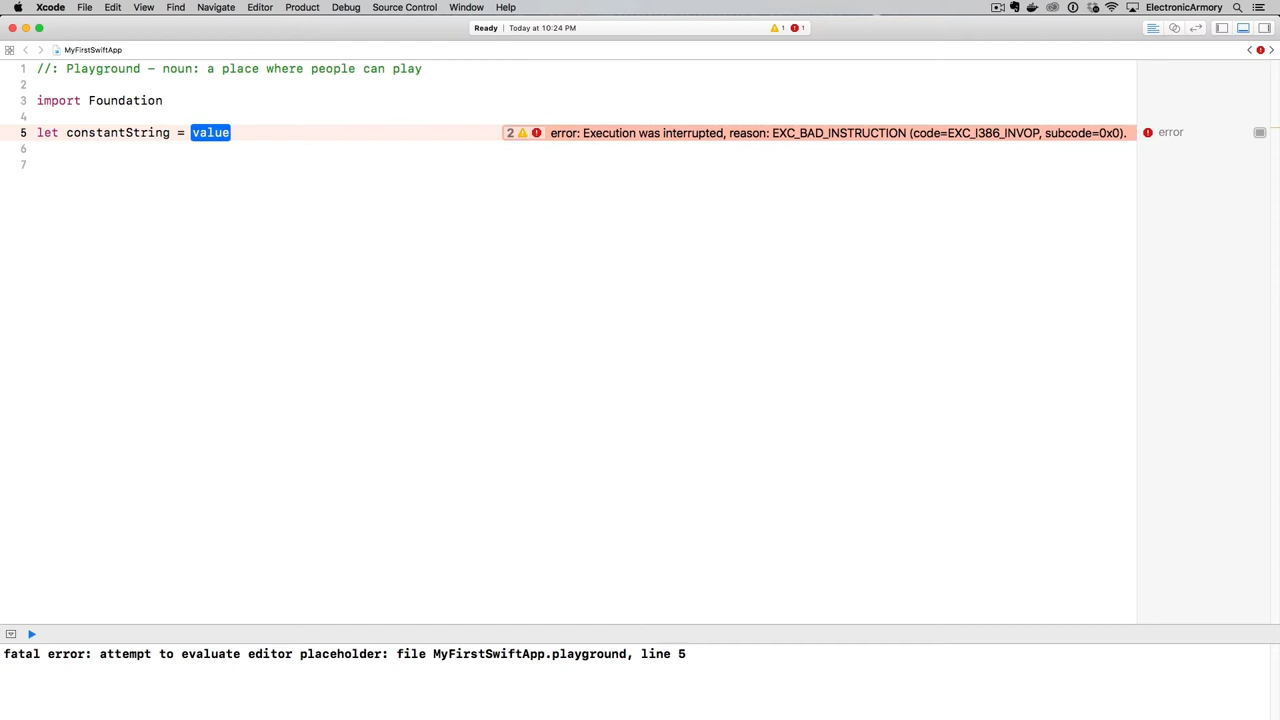 Xcode File Edit View Find Navigate Editor Product Debug Source Control Window Help ElectronicArmory
Ready Today at 10:24 PM 1 1
MyFirstSwiftApp
1 //: Playground - noun: a place where people can play
2
3 import Foundation
4
5 let constantString = value 2 error: Execution was interrupted, reason: EXC_BAD_INSTRUCTION (code=EXC_I386_INVOP, subcode=0x0). error
6
7
fatal error: attempt to evaluate editor placeholder: file MyFirstSwiftApp.playground, line 5